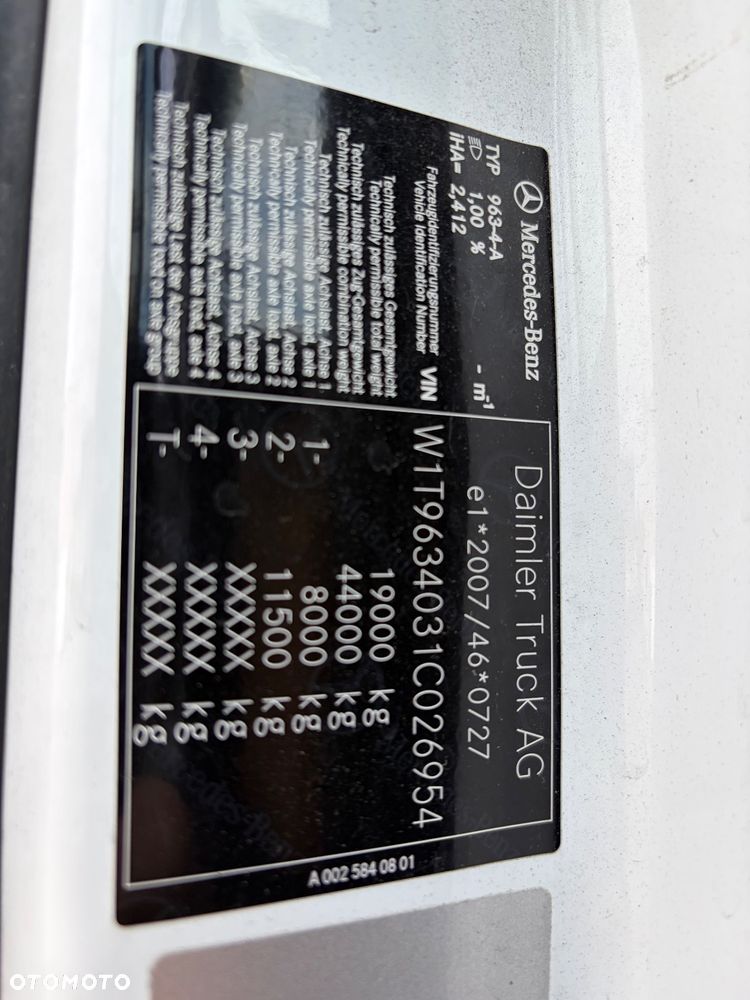 Mercedes-Benz
TYP 963-4-A
1,00 % - m-1
iHA= 2,412
Daimler Truck AG
e1*2007/46*0727
Fahrzeugidentifizierungsnummer
Vehicle Identification Number
VIN W1T9634031C026954
Technisch zulässiges Gesamtgewicht
Technically permissible total weight
19000 kg
Technisch zulässiges Zug-Gesamtgewicht
Technically permissible combination weight
44000 kg
Technisch zulässige Achslast, Achse 1
Technically permissible axle load, axle 1
1- 8000 kg
Technisch zulässige Achslast, Achse 2
Technically permissible axle load, axle 2
2- 11500 kg
Technisch zulässige Achslast, Achse 3
Technically permissible axle load, axle 3
3- XXXXX kg
Technisch zulässige Achslast, Achse 4
Technically permissible axle load, axle 4
4- XXXXX kg
Technisch zulässige Last der Achsgruppe
Technically permissible load on axle group
T- XXXXX kg
A 002 584 08 01
OTOMOTO